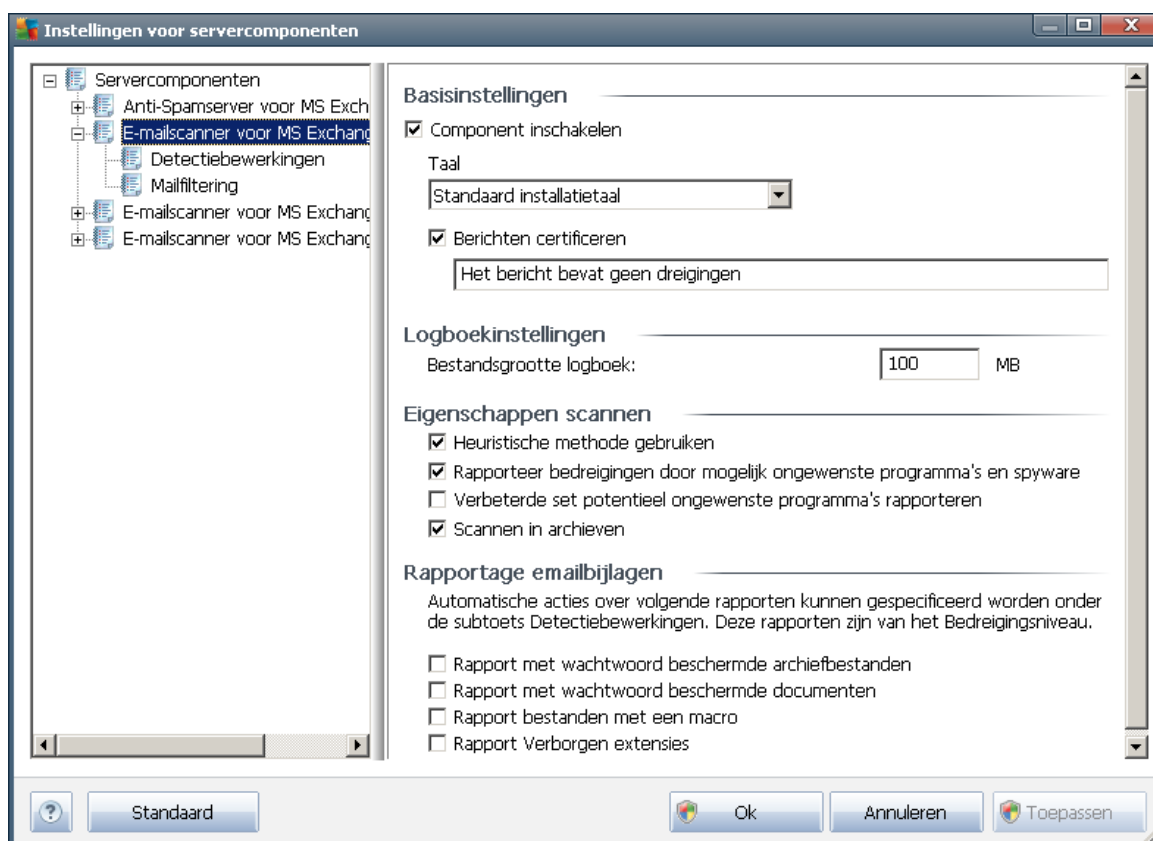 Instellingen voor servercomponenten
Servercomponenten
Anti-Spamserver voor MS Exch
E-mailscanner voor MS Exchang
Detectiebewerkingen
Mailfiltering
E-mailscanner voor MS Exchang
E-mailscanner voor MS Exchang
Basisinstellingen
Component inschakelen
Taal
Standaard installatietaal
Berichten certificeren
Het bericht bevat geen dreigingen
Logboekinstellingen
Bestandsgrootte logboek: 100 MB
Eigenschappen scannen
Heuristische methode gebruiken
Rapporteer bedreigingen door mogelijk ongewenste programma's en spyware
Verbeterde set potentieel ongewenste programma's rapporteren
Scannen in archieven
Rapportage emailbijlagen
Automatische acties over volgende rapporten kunnen gespecificeerd worden onder
de subtoets Detectiebewerkingen. Deze rapporten zijn van het Bedreigingsniveau.
Rapport met wachtwoord beschermde archiefbestanden
Rapport met wachtwoord beschermde documenten
Rapport bestanden met een macro
Rapport Verborgen extensies
? Standaard Ok Annuleren Toepassen